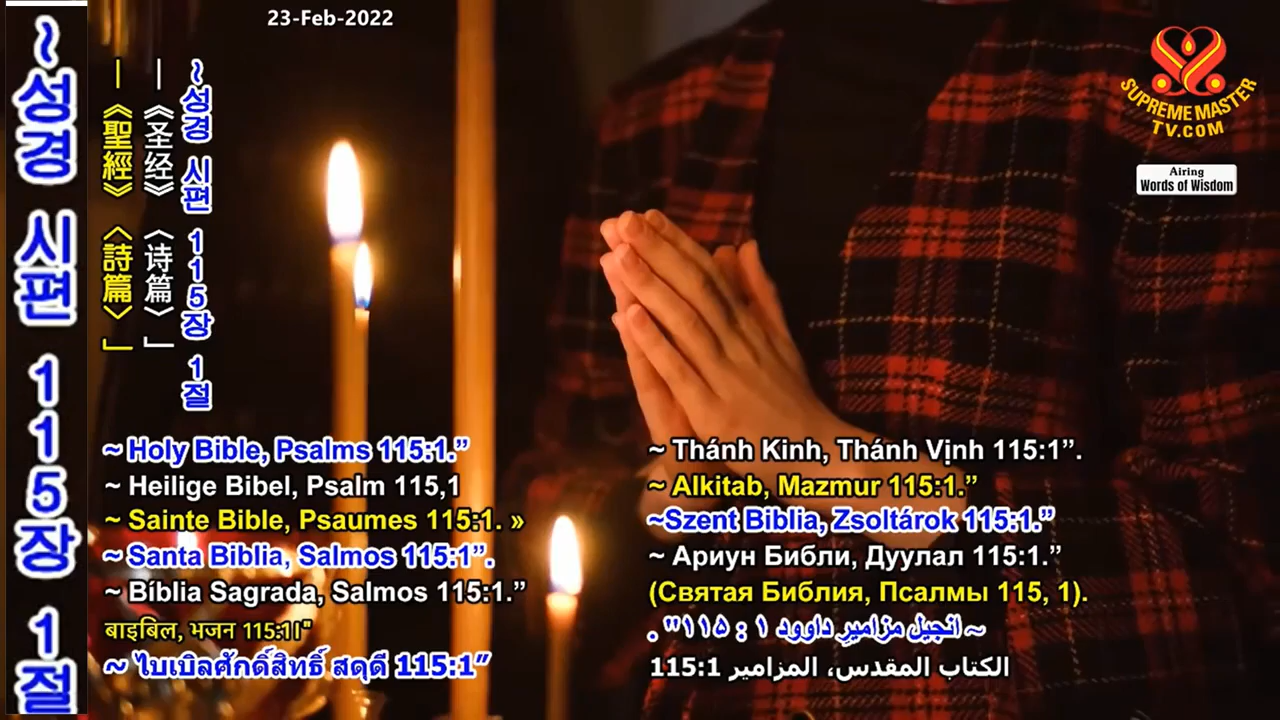 23-Feb-2022
SUPREME MASTER
TV.COM
Airing
Words of Wisdom
~성경 시편 115장 1절
—《聖經》〈詩篇〉」
—《圣经》〈诗篇〉」
~성경 시편 115장 1절
~ Holy Bible, Psalms 115:1.”
~ Heilige Bibel, Psalm 115,1
~ Sainte Bible, Psaumes 115:1. »
~ Santa Biblia, Salmos 115:1”.
~ Bíblia Sagrada, Salmos 115:1.”
बाइबिल, भजन 115:1।"
~ ไบเบิลศักดิ์สิทธิ์ สดุดี 115:1”
~ Thánh Kinh, Thánh Vịnh 115:1”.
~ Alkitab, Mazmur 115:1.”
~Szent Biblia, Zsoltárok 115:1.”
~ Ариун Библи, Дуулал 115:1.”
(Святая Библия, Псалмы 115, 1).
~ انجیل مزامیرِ داوود ۱ : ۱۱۵" .
الكتاب المقدس، المزامير 115:1